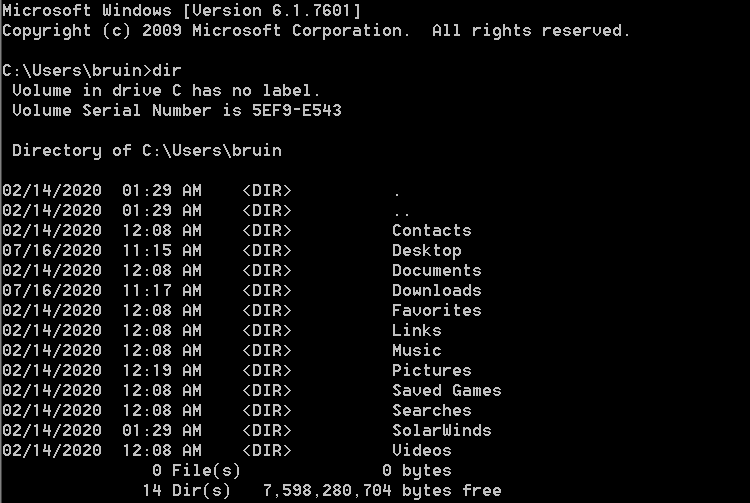 Microsoft Windows [Version 6.1.7601]
Copyright (c) 2009 Microsoft Corporation.  All rights reserved.
C:\Users\bruin>dir
 Volume in drive C has no label.
 Volume Serial Number is 5EF9-E543
 Directory of C:\Users\bruin
02/14/2020  01:29 AM    <DIR>          .
02/14/2020  01:29 AM    <DIR>          ..
02/14/2020  12:08 AM    <DIR>          Contacts
07/16/2020  11:15 AM    <DIR>          Desktop
02/14/2020  12:08 AM    <DIR>          Documents
07/16/2020  11:17 AM    <DIR>          Downloads
02/14/2020  12:08 AM    <DIR>          Favorites
02/14/2020  12:08 AM    <DIR>          Links
02/14/2020  12:08 AM    <DIR>          Music
02/14/2020  12:19 AM    <DIR>          Pictures
02/14/2020  12:08 AM    <DIR>          Saved Games
02/14/2020  12:08 AM    <DIR>          Searches
02/14/2020  01:29 AM    <DIR>          SolarWinds
02/14/2020  12:08 AM    <DIR>          Videos
               0 File(s)              0 bytes
              14 Dir(s)   7,598,280,704 bytes free